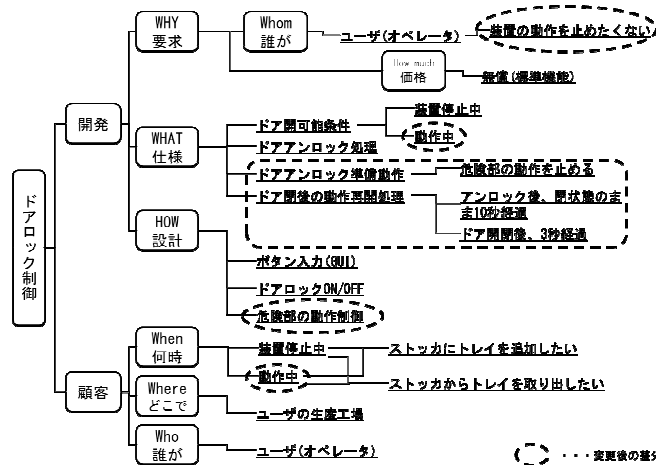 ドアロック制御
開発
WHY
要求
Whom
誰が
ユーザ(オペレータ)
装置の動作を止めたくない
How much
価格
無償(標準機能)
WHAT
仕様
ドア開可能条件
装置停止中
動作中
ドアアンロック処理
ドアアンロック準備動作
危険部の動作を止める
ドア閉後の動作再開処理
アンロック後、閉状態のま
ま10秒経過
ドア開閉後、3秒経過
HOW
設計
ボタン入力(GUI)
ドアロックON/OFF
危険部の動作制御
顧客
When
何時
装置停止中
動作中
ストッカにトレイを追加したい
ストッカからトレイを取り出したい
Where
どこで
ユーザの生産工場
Who
誰が
ユーザ(オペレータ)
・・・変更後の差分